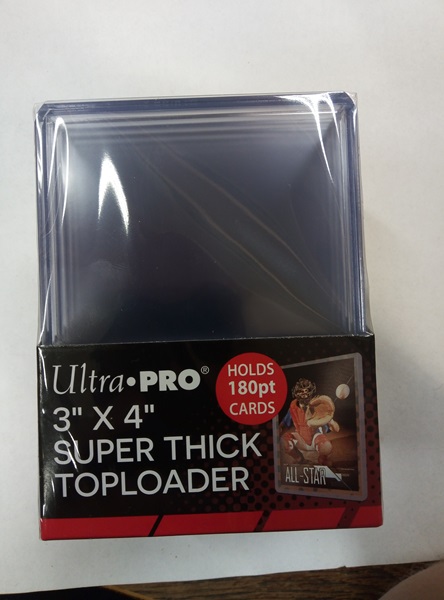 Ultra•PRO®
HOLDS
180pt
CARDS
3" X 4"
SUPER THICK
TOPLOADER
ALL-STAR